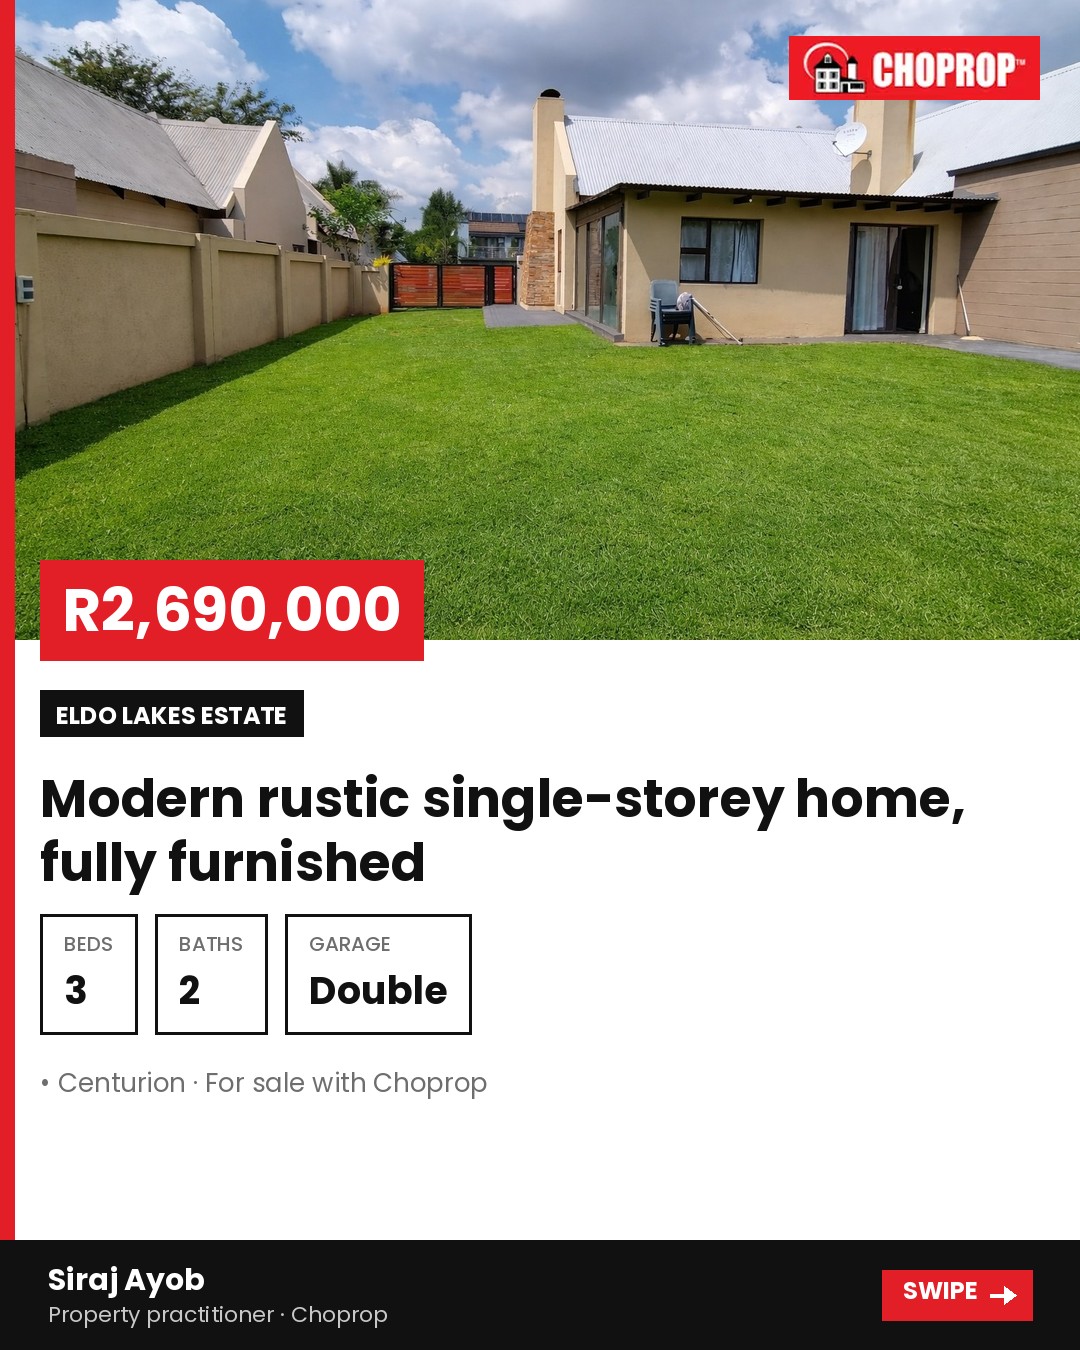 CHOPROP™
R2,690,000
ELDO LAKES ESTATE
Modern rustic single-storey home,
fully furnished
BEDS
3
BATHS
2
GARAGE
Double
• Centurion · For sale with Choprop
Siraj Ayob
Property practitioner · Choprop
SWIPE →